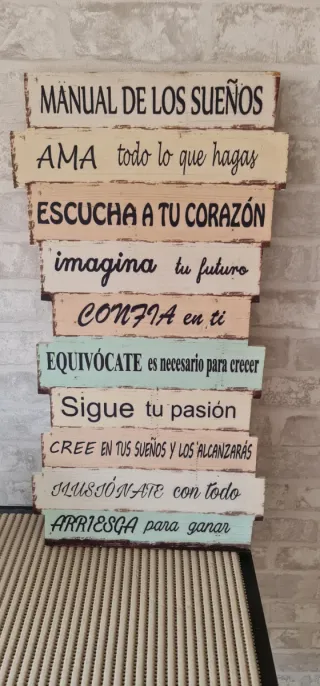 MANUAL DE LOS SUEÑOS
AMA todo lo que hagas
ESCUCHA A TU CORAZÓN
imagina tu futuro
CONFIA en ti
EQUIVÓCATE es necesario para crecer
Sigue tu pasión
CREE EN TUS SUEÑOS Y LOS ALCANZARÁS
ILUSIÓNATE con todo
ARRIESGA para ganar